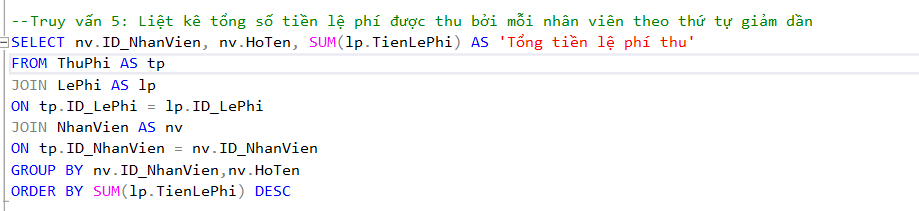 --Truy vấn 5: Liệt kê tổng số tiền lệ phí được thu bởi mỗi nhân viên theo thứ tự giảm dần
SELECT nv.ID_NhanVien, nv.HoTen, SUM(lp.TienLePhi) AS 'Tổng tiền lệ phí thu'
FROM ThuPhi AS tp
JOIN LePhi AS lp
ON tp.ID_LePhi = lp.ID_LePhi
JOIN NhanVien AS nv
ON tp.ID_NhanVien = nv.ID_NhanVien
GROUP BY nv.ID_NhanVien,nv.HoTen
ORDER BY SUM(lp.TienLePhi) DESC